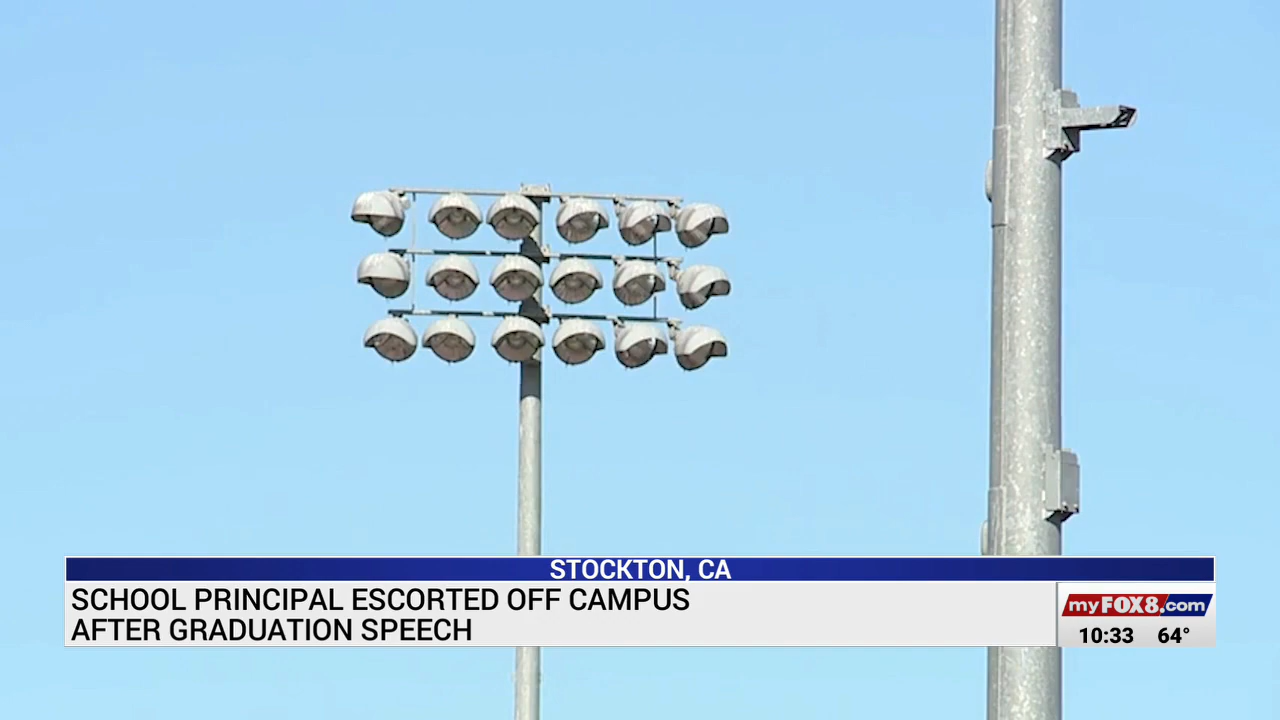 STOCKTON, CA
SCHOOL PRINCIPAL ESCORTED OFF CAMPUS
AFTER GRADUATION SPEECH
myFOX8.com
10:33 64°